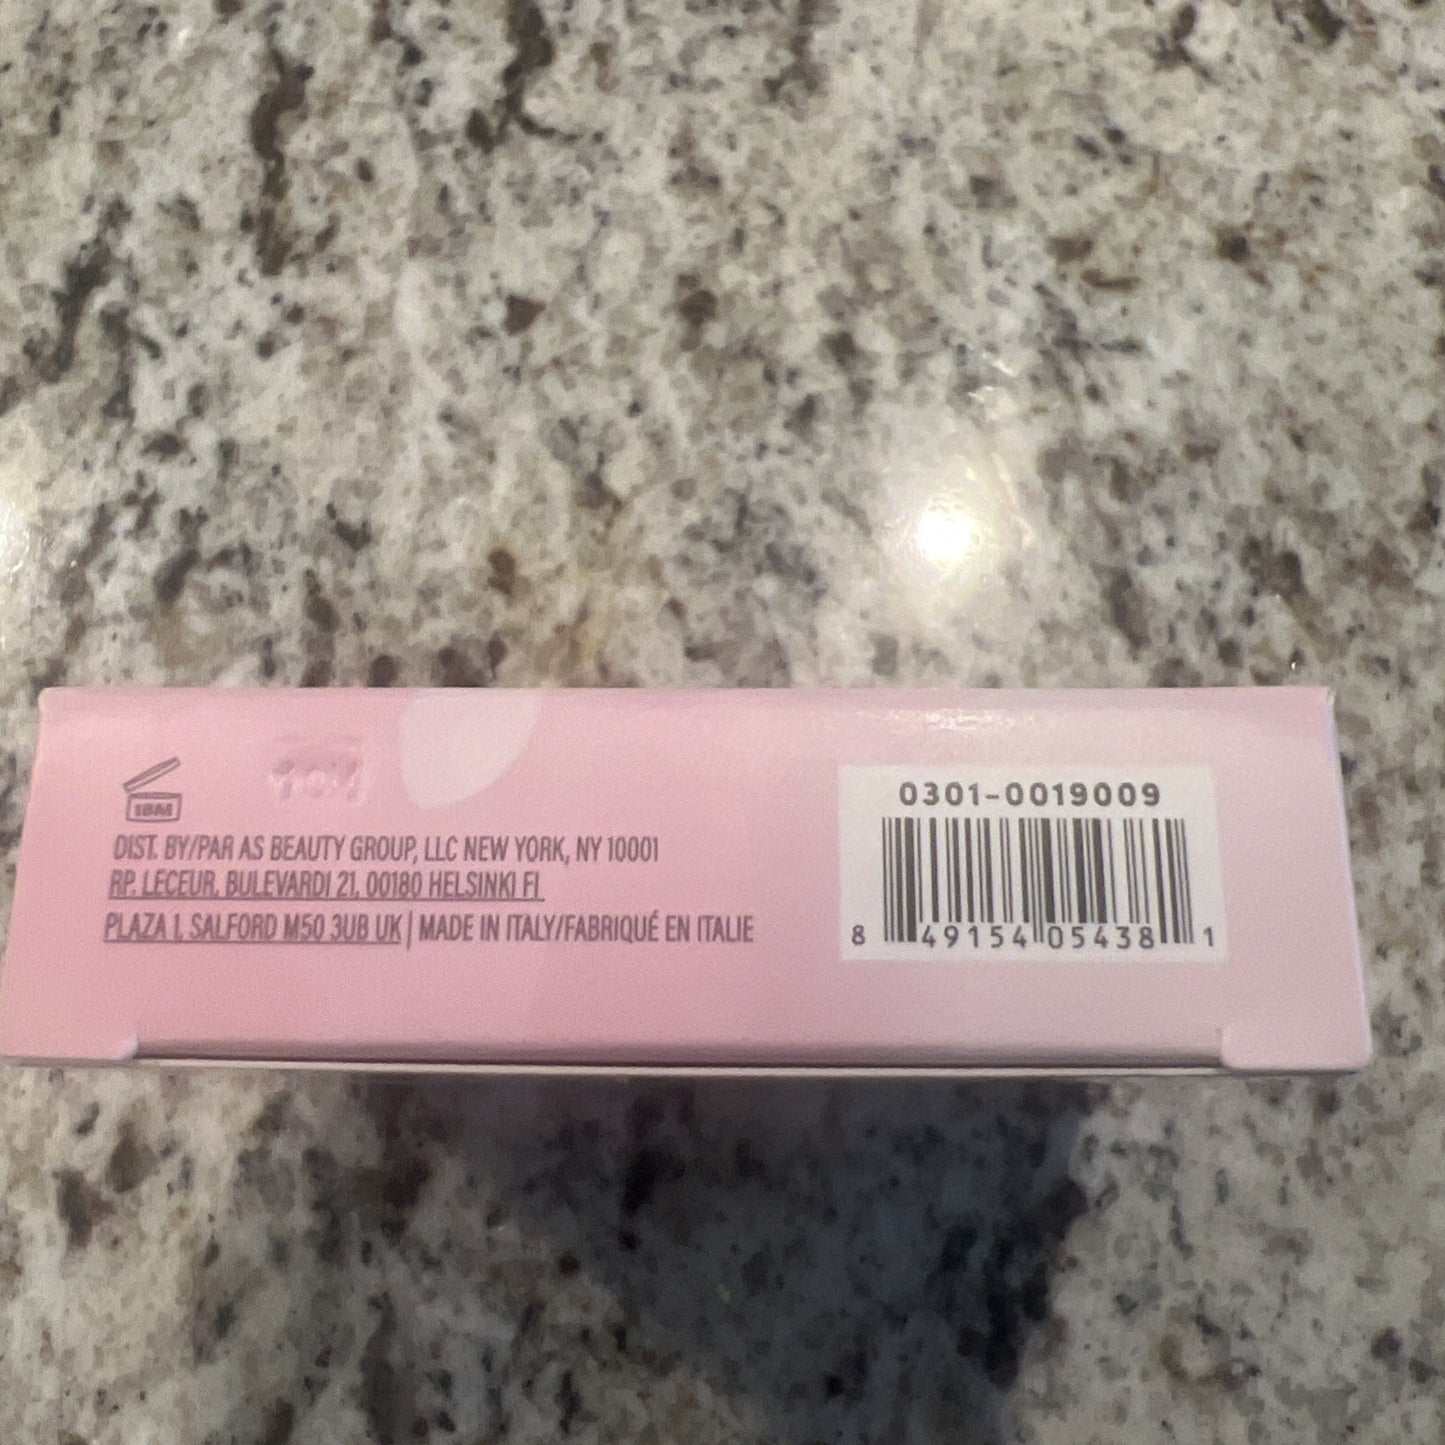 18M
DIST. BY/PAR AS BEAUTY GROUP, LLC NEW YORK, NY 10001
RP. LECEUR. BULEVARDI 21, 00180 HELSINKI FI
PLAZA 1, SALFORD M50 3UB UK | MADE IN ITALY/FABRIQUÉ EN ITALIE
0301-0019009
8 49154 05438 1